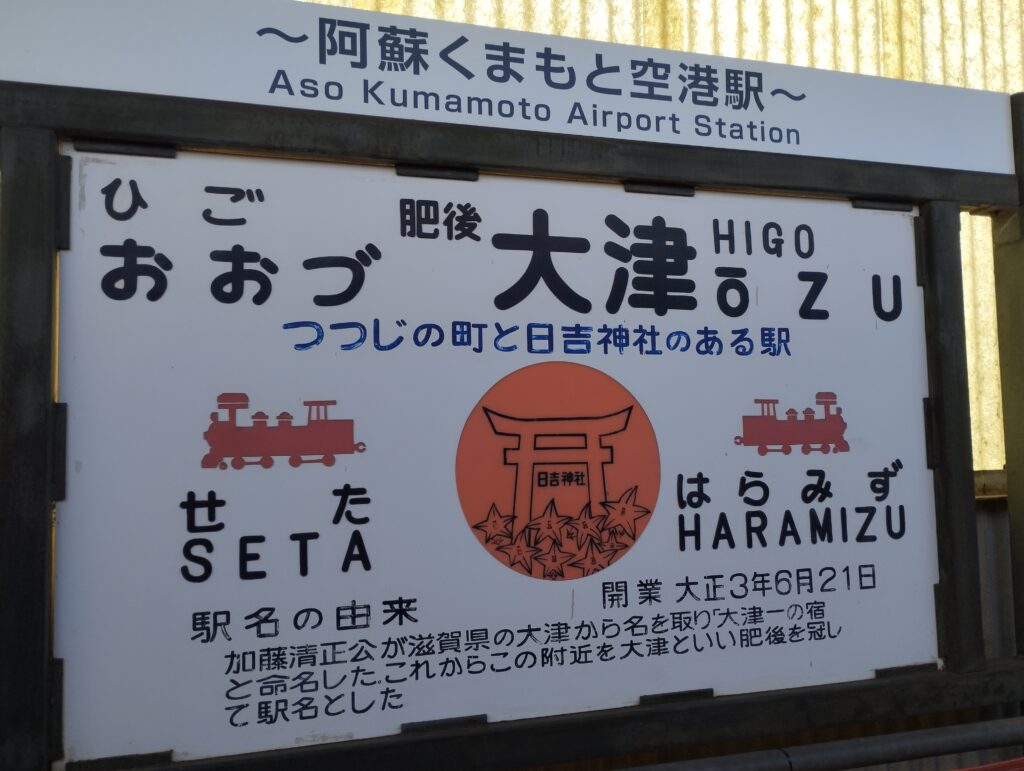 ～阿蘇くまもと空港駅～
Aso Kumamoto Airport Station
ひご
おおづ
肥後
大津
HIGO
ōZU
つつじの町と日吉神社のある駅
日吉神社
せた
SETA
はらみず
HARAMIZU
開業 大正3年6月21日
駅名の由来
加藤清正公が滋賀県の大津から名を取り「大津一の宿
と命名した。これからこの附近を大津といい肥後を冠し
て駅名とした